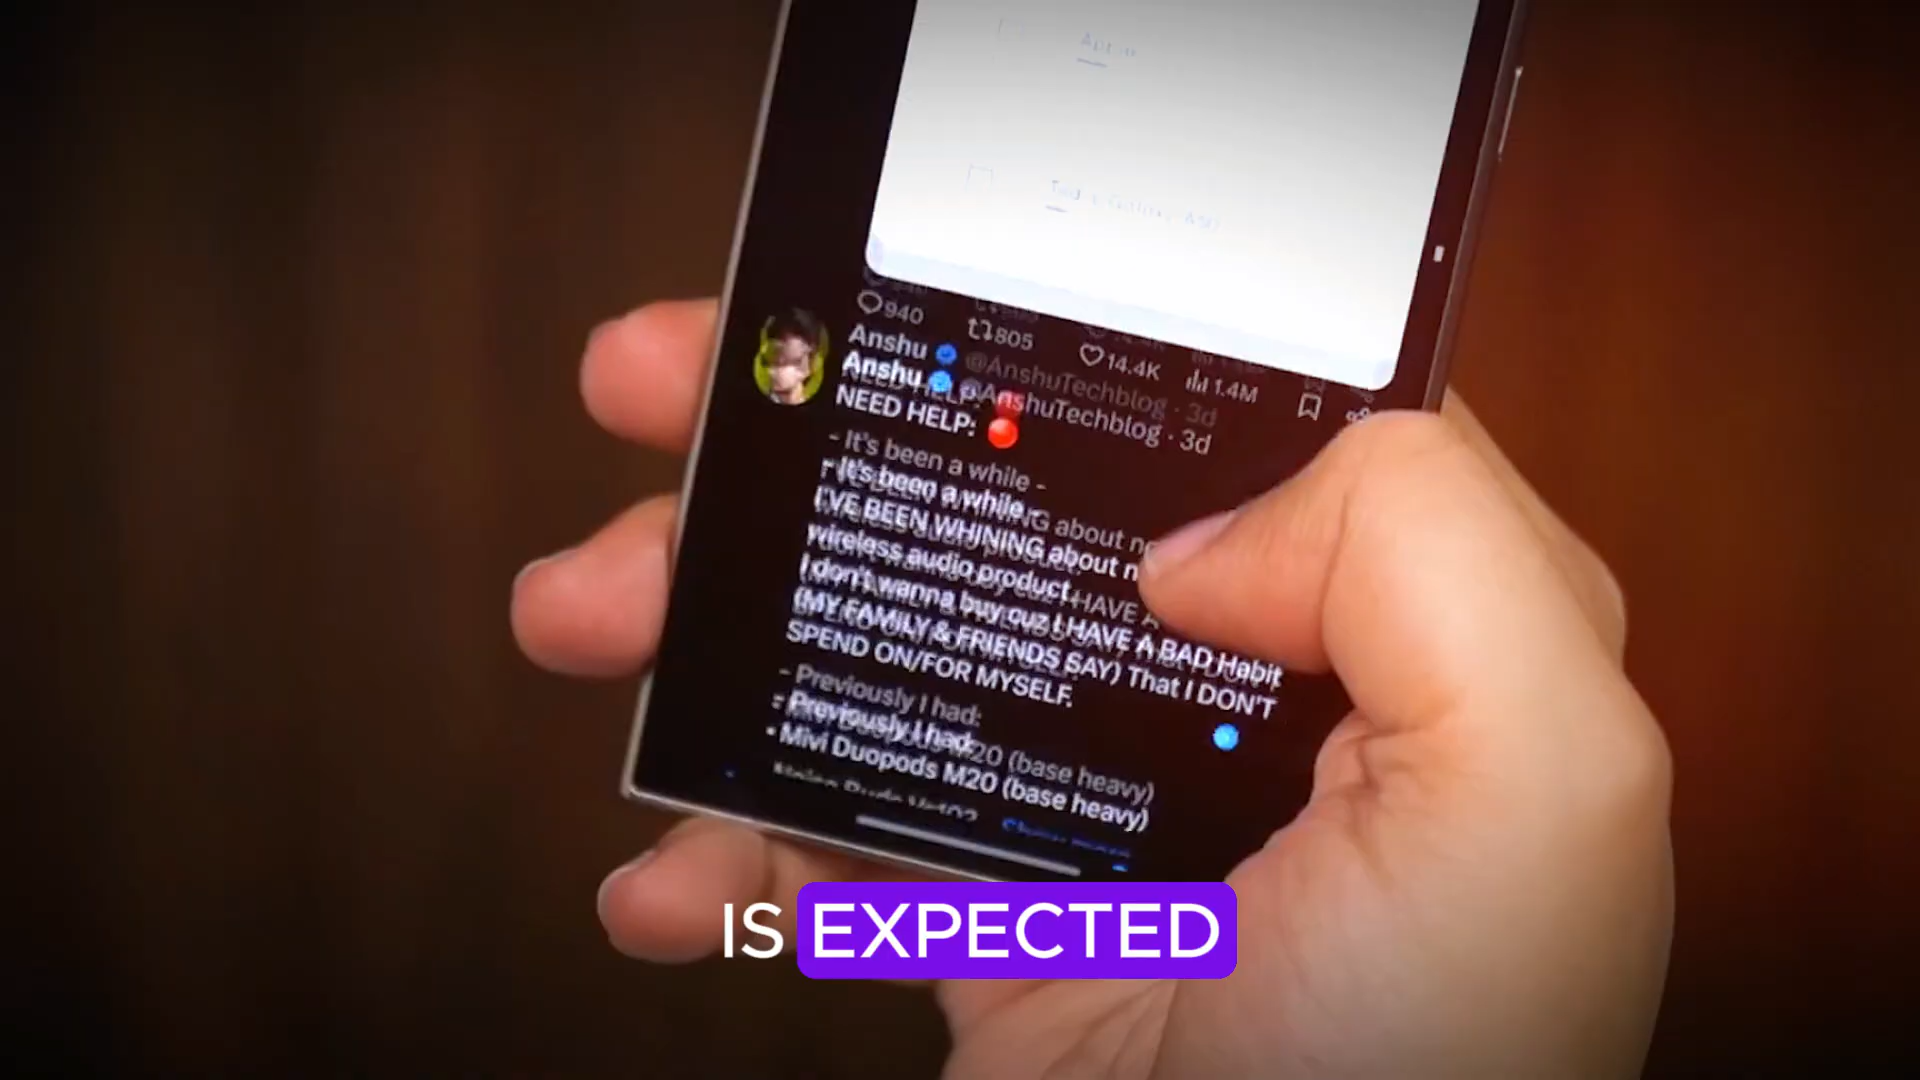 940 805 14.4K 1.4M
Anshu @AnshuTechblog · 3d
NEED HELP:
- It's been a while -
I'VE BEEN WHINING about
wireless audio product.
I don't wanna buy cuz I HAVE A BAD Habit
(MY FAMILY & FRIENDS SAY) That I DON'T
SPEND ON/FOR MYSELF.
- Previously I had:
- Mivi Duopods M20 (base heavy)
IS EXPECTED